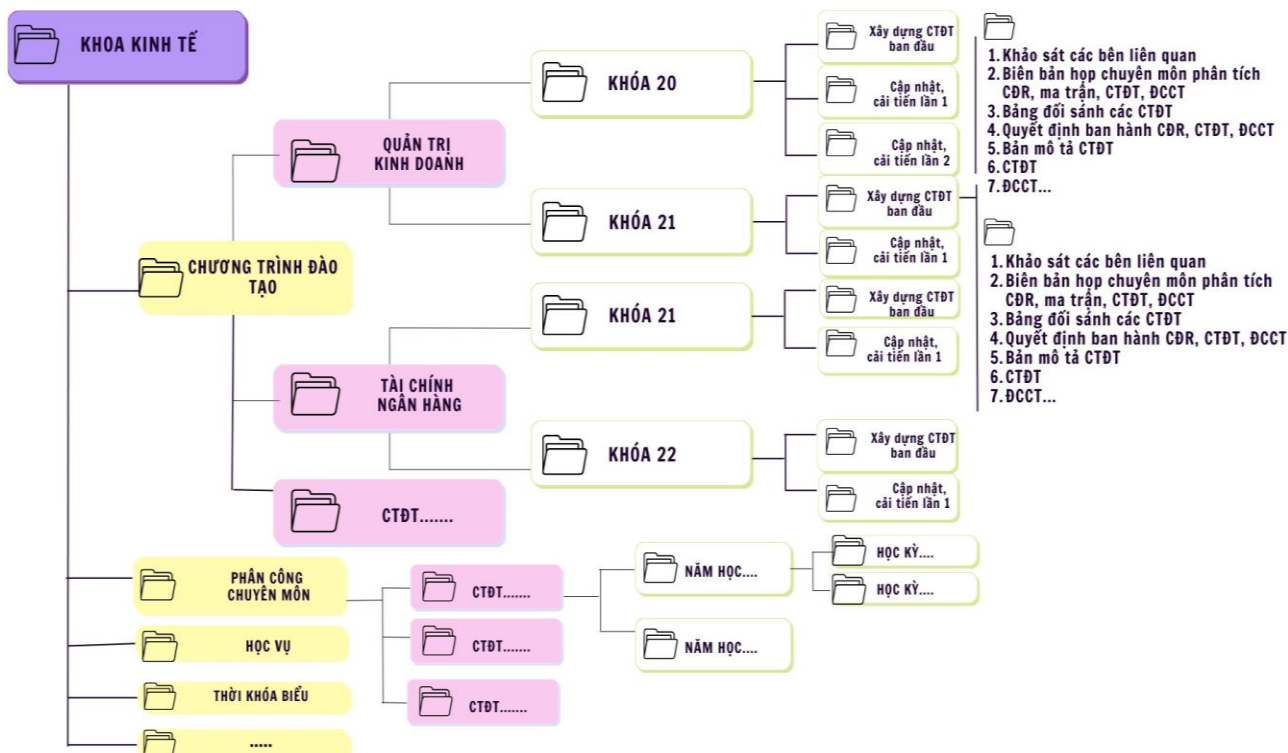 KHOA KINH TẾ
CHƯƠNG TRÌNH ĐÀO
TẠO
QUẢN TRỊ
KINH DOANH
KHÓA 20
Xây dựng CTĐT
ban đầu
Cập nhật,
cải tiến lần 1
Cập nhật,
cải tiến lần 2
1. Khảo sát các bên liên quan
2. Biên bản họp chuyên môn phân tích
CĐR, ma trận, CTĐT, ĐCCT
3. Bảng đối sánh các CTĐT
4. Quyết định ban hành CĐR, CTĐT, ĐCCT
5. Bản mô tả CTĐT
6. CTĐT
7. ĐCCT...
KHÓA 21
Xây dựng CTĐT
ban đầu
Cập nhật,
cải tiến lần 1
1. Khảo sát các bên liên quan
2. Biên bản họp chuyên môn phân tích
CĐR, ma trận, CTĐT, ĐCCT
3. Bảng đối sánh các CTĐT
4. Quyết định ban hành CĐR, CTĐT, ĐCCT
5. Bản mô tả CTĐT
6. CTĐT
7. ĐCCT...
TÀI CHÍNH
NGÂN HÀNG
KHÓA 21
Xây dựng CTĐT
ban đầu
Cập nhật,
cải tiến lần 1
KHÓA 22
Xây dựng CTĐT
ban đầu
Cập nhật,
cải tiến lần 1
CTĐT.......
PHÂN CÔNG
CHUYÊN MÔN
CTĐT.......
NĂM HỌC....
HỌC KỲ....
HỌC KỲ....
NĂM HỌC....
CTĐT.......
CTĐT.......
HỌC VỤ
THỜI KHÓA BIỂU
.....